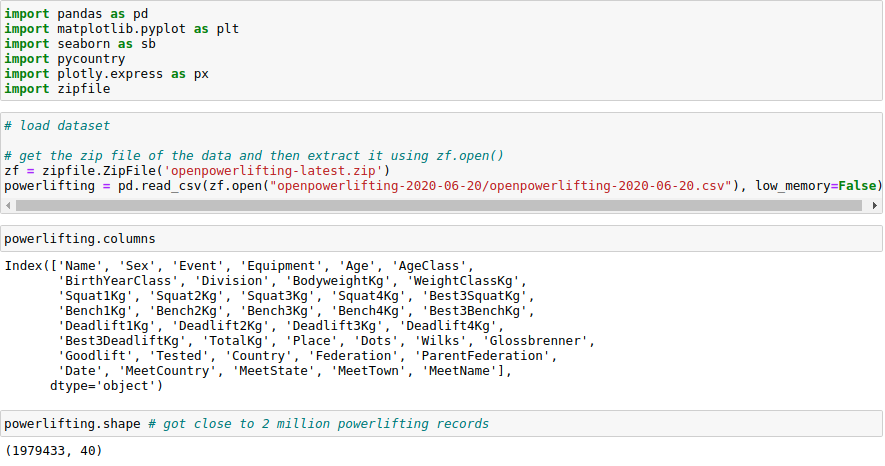 import pandas as pd
import matplotlib.pyplot as plt
import seaborn as sb
import pycountry
import plotly.express as px
import zipfile
# load dataset
# get the zip file of the data and then extract it using zf.open()
zf = zipfile.ZipFile('openpowerlifting-latest.zip')
powerlifting = pd.read_csv(zf.open("openpowerlifting-2020-06-20/openpowerlifting-2020-06-20.csv"), low_memory=False)
powerlifting.columns
Index(['Name', 'Sex', 'Event', 'Equipment', 'Age', 'AgeClass',
       'BirthYearClass', 'Division', 'BodyweightKg', 'WeightClassKg',
       'Squat1Kg', 'Squat2Kg', 'Squat3Kg', 'Squat4Kg', 'Best3SquatKg',
       'Bench1Kg', 'Bench2Kg', 'Bench3Kg', 'Bench4Kg', 'Best3BenchKg',
       'Deadlift1Kg', 'Deadlift2Kg', 'Deadlift3Kg', 'Deadlift4Kg',
       'Best3DeadliftKg', 'TotalKg', 'Place', 'Dots', 'Wilks', 'Glossbrenner',
       'Goodlift', 'Tested', 'Country', 'Federation', 'ParentFederation',
       'Date', 'MeetCountry', 'MeetState', 'MeetTown', 'MeetName'],
      dtype='object')
powerlifting.shape # got close to 2 million powerlifting records
(1979433, 40)